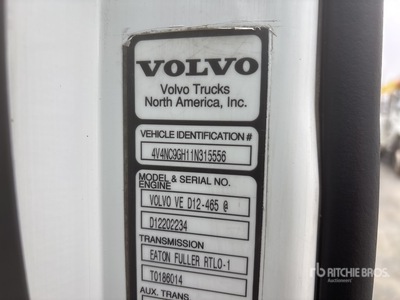 VOLVO
Volvo Trucks
North America, Inc.
VEHICLE IDENTIFICATION #
4V4NC9GH11N315556
MODEL & SERIAL NO.
ENGINE
VOLVO VE D12-465 @
D12202234
TRANSMISSION
EATON FULLER RTLO-1
T0186014
AUX. TRANS
rb RITCHIE BROS.
Auctioneers